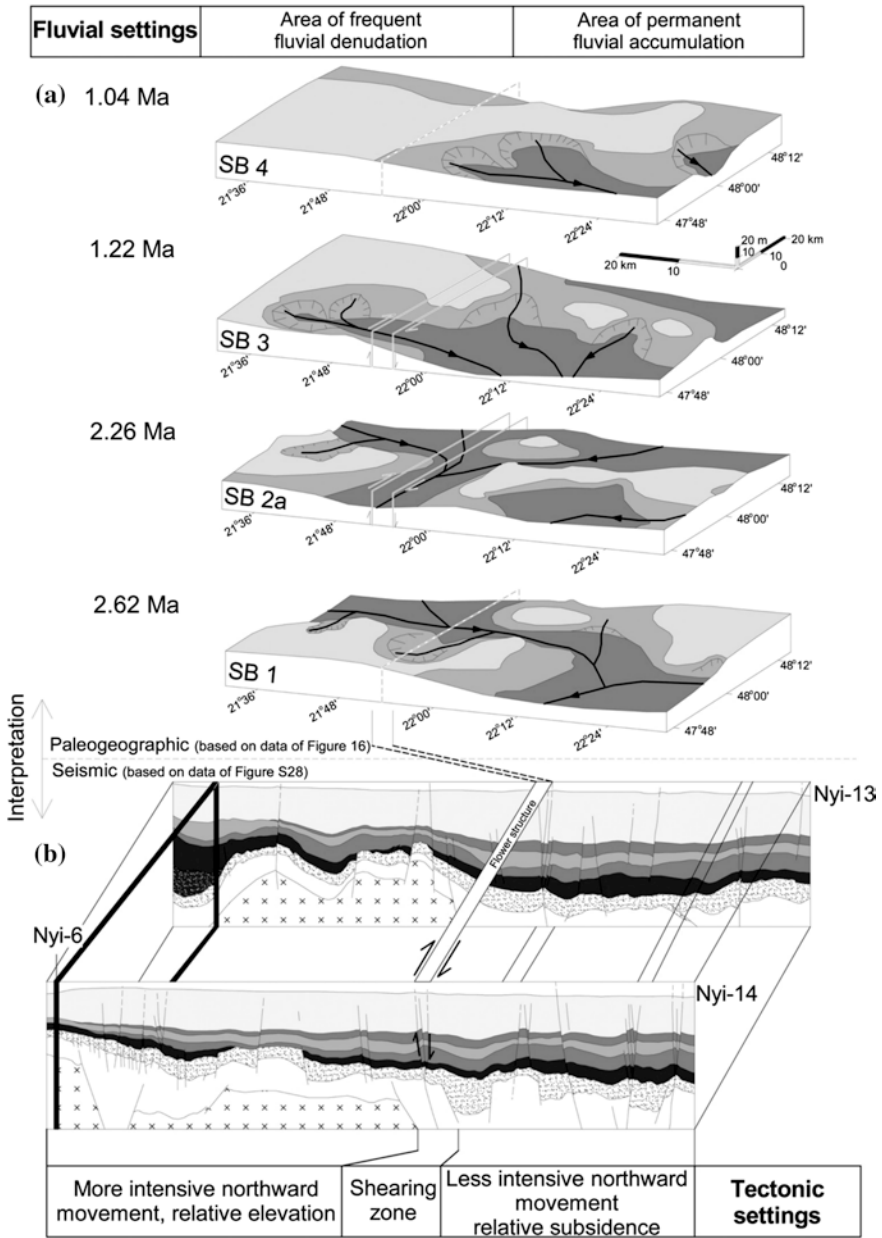 Fluvial settings
Area of frequent
fluvial denudation
Area of permanent
fluvial accumulation
(a)
1.04 Ma
SB 4
21°36'
21°48'
22°00'
22°12'
22°24'
47°48'
48°00'
48°12'
1.22 Ma
20 km
10
20 m
10
20 km
10
0
SB 3
21°36'
21°48'
22°00'
22°12'
22°24'
47°48'
48°00'
48°12'
2.26 Ma
SB 2a
21°36'
21°48'
22°00'
22°12'
22°24'
47°48'
48°00'
48°12'
2.62 Ma
SB 1
21°36'
21°48'
22°00'
22°12'
22°24'
47°48'
48°00'
48°12'
Interpretation
Paleogeographic (based on data of Figure 16)
Seismic (based on data of Figure S28)
Nyi-13
(b)
Flower structure
Nyi-6
Nyi-14
More intensive northward
movement, relative elevation
Shearing
zone
Less intensive northward
movement
relative subsidence
Tectonic
settings